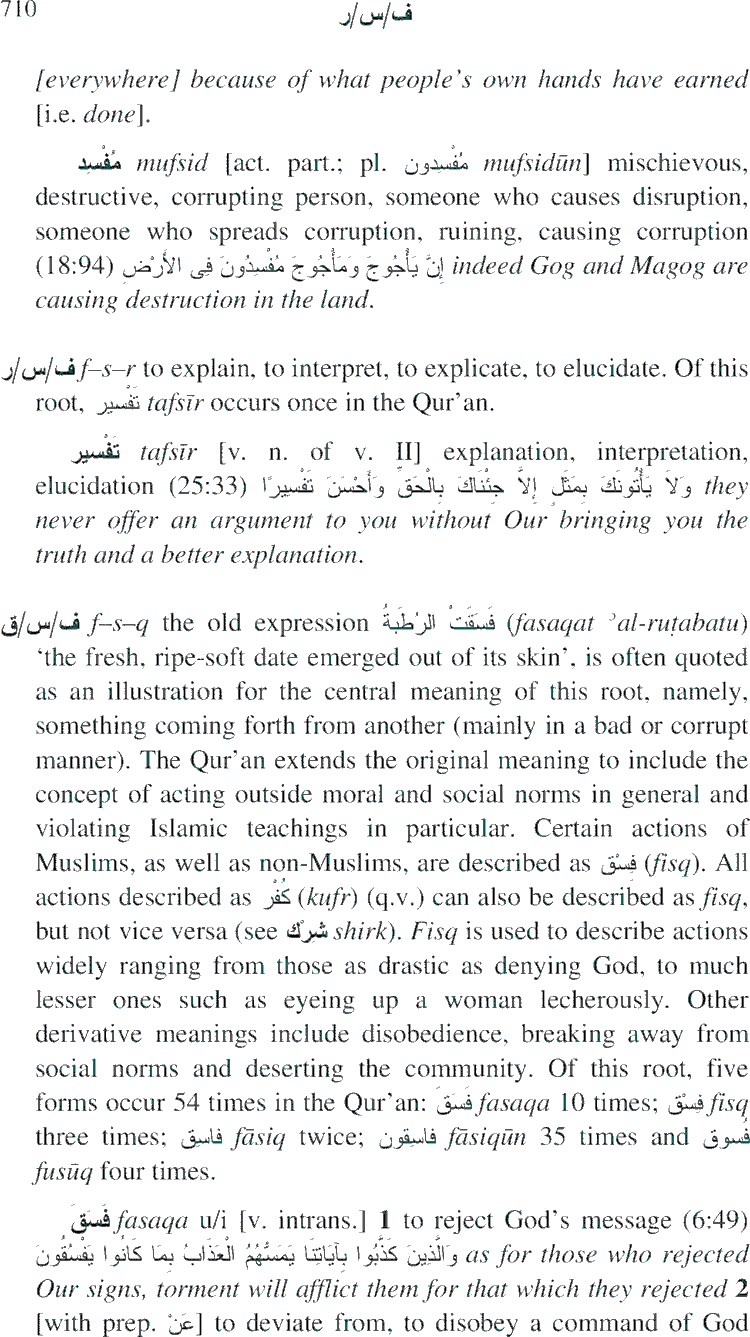 710
ف/س/ر
[everywhere] because of what people's own hands have earned
[i.e. done].
مُفْسِد mufsid [act. part.; pl. مُفْسِدون mufsidūn] mischievous,
destructive, corrupting person, someone who causes disruption,
someone who spreads corruption, ruining, causing corruption
(18:94) إِنَّ يَأْجُوجَ وَمَأْجُوجَ مُفْسِدُونَ فِى الأَرْضِ indeed Gog and Magog are
causing destruction in the land.
ف/س/ر f–s–r to explain, to interpret, to explicate, to elucidate. Of this
root, تَفْسير tafsīr occurs once in the Qur'an.
تَفْسير tafsīr [v. n. of v. II] explanation, interpretation,
elucidation (25:33) وَلاَ يَأْتُونَكَ بِمَثَلٍ إِلاَّ جِئْنَاكَ بِالْحَقِّ وَأَحْسَنَ تَفْسِيرًا they
never offer an argument to you without Our bringing you the
truth and a better explanation.
ف/س/ق f–s–q the old expression فَسَقَتْ الرُطَبَةُ (fasaqat ʾal-ruṭabatu)
‘the fresh, ripe-soft date emerged out of its skin’, is often quoted
as an illustration for the central meaning of this root, namely,
something coming forth from another (mainly in a bad or corrupt
manner). The Qur'an extends the original meaning to include the
concept of acting outside moral and social norms in general and
violating Islamic teachings in particular. Certain actions of
Muslims, as well as non-Muslims, are described as فِسْق (fisq). All
actions described as كُفْر (kufr) (q.v.) can also be described as fisq,
but not vice versa (see شرْك shirk). Fisq is used to describe actions
widely ranging from those as drastic as denying God, to much
lesser ones such as eyeing up a woman lecherously. Other
derivative meanings include disobedience, breaking away from
social norms and deserting the community. Of this root, five
forms occur 54 times in the Qur'an: فَسَقَ fasaqa 10 times; فِسْق fisq
three times; فاسِق fāsiq twice; فاسِقون fāsiqūn 35 times and فُسوق
fusūq four times.
فَسَقَ fasaqa u/i [v. intrans.] 1 to reject God's message (6:49)
وَالَّذِينَ كَذَّبُوا بِآيَاتِنَا يَمَسُّهُمُ الْعَذَابُ بِمَا كَانُوا يَفْسُقُونَ as for those who rejected
Our signs, torment will afflict them for that which they rejected 2
[with prep. عَنْ] to deviate from, to disobey a command of God